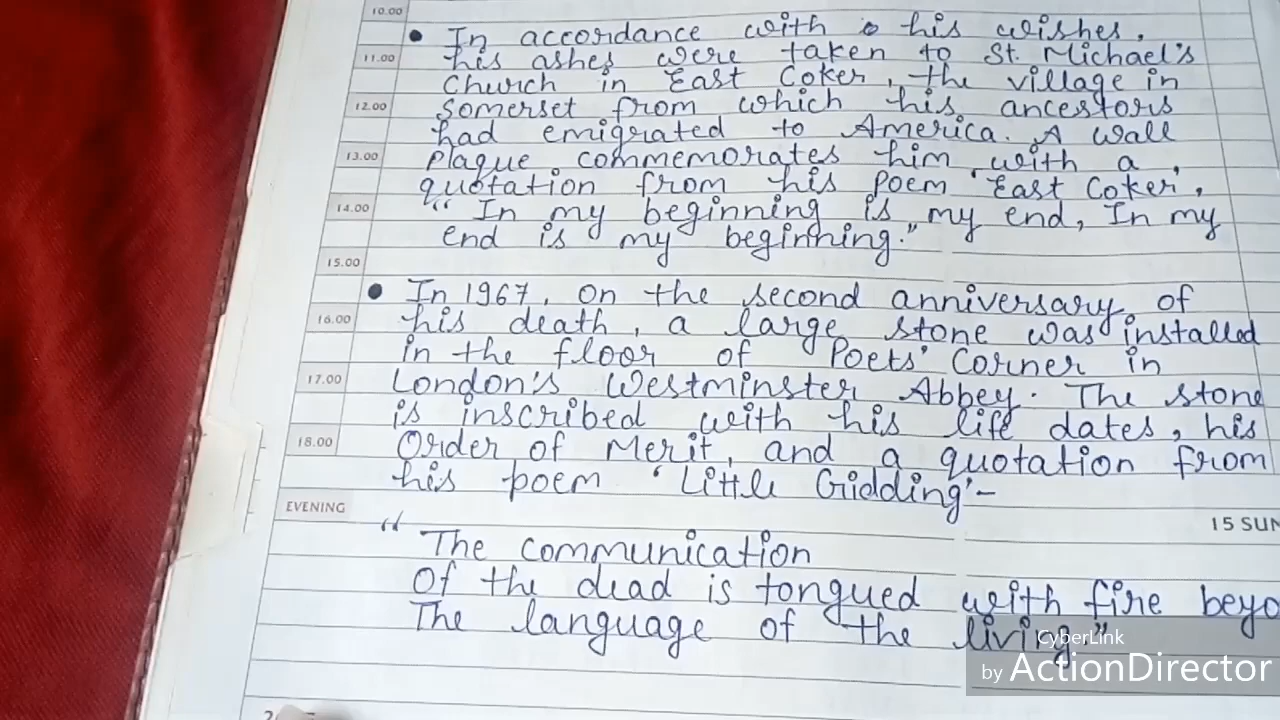 10.00
• In accordance with his wishes,
11.00
his ashes were taken to St. Michael's
Church in East Coker, the village in
12.00
Somerset from which his ancestors
had emigrated to America. A wall
13.00
plaque commemorates him with a
quotation from his poem 'East Coker',
14.00
"In my beginning is my end, In my
end is my beginning."
15.00
• In 1967, on the second anniversary of
16.00
his death, a large stone was installed
in the floor of Poets' Corner in
17.00
London's Westminster Abbey. The stone
is inscribed with his life dates, his
18.00
Order of Merit, and a quotation from
his poem 'Little Gidding'-
EVENING
15 SUN
"The communication
Of the dead is tongued with fire beyo
The language of the living."
CyberLink
by ActionDirector